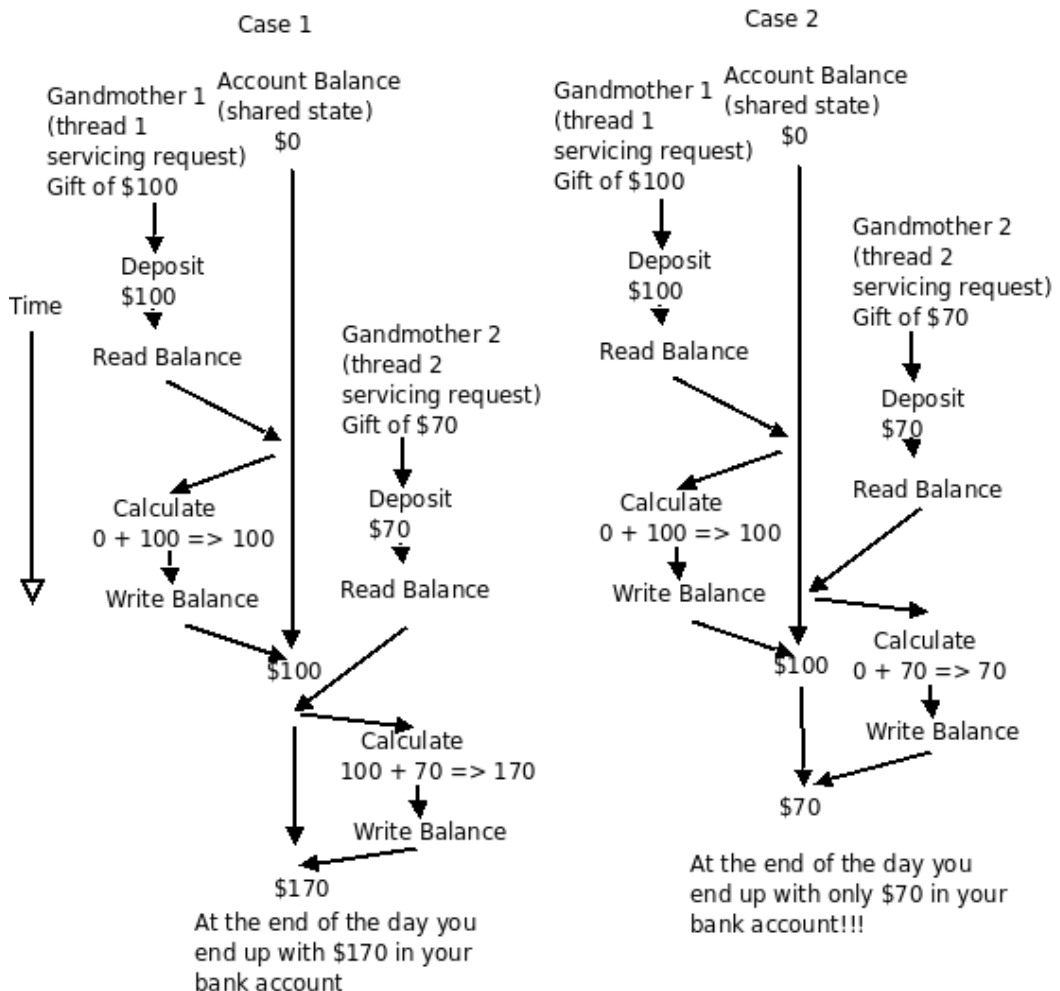 Case 1
Gandmother 1
(thread 1
servicing request)
Gift of $100
Account Balance
(shared state)
$0
Deposit
$100
Time
Read Balance
Gandmother 2
(thread 2
servicing request)
Gift of $70
Calculate
0 + 100 => 100
Deposit
$70
Write Balance
Read Balance
$100
Calculate
100 + 70 => 170
Write Balance
$170
At the end of the day you
end up with $170 in your
bank account
Case 2
Gandmother 1
(thread 1
servicing request)
Gift of $100
Account Balance
(shared state)
$0
Deposit
$100
Gandmother 2
(thread 2
servicing request)
Gift of $70
Read Balance
Deposit
$70
Calculate
0 + 100 => 100
Read Balance
Write Balance
$100
Calculate
0 + 70 => 70
Write Balance
$70
At the end of the day you
end up with only $70 in your
bank account!!!